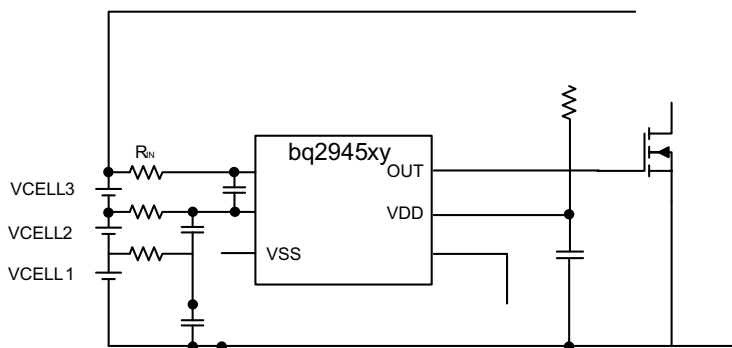 bq2945xy
RIN
OUT
VCELL3
VDD
VCELL2
VSS
VCELL1